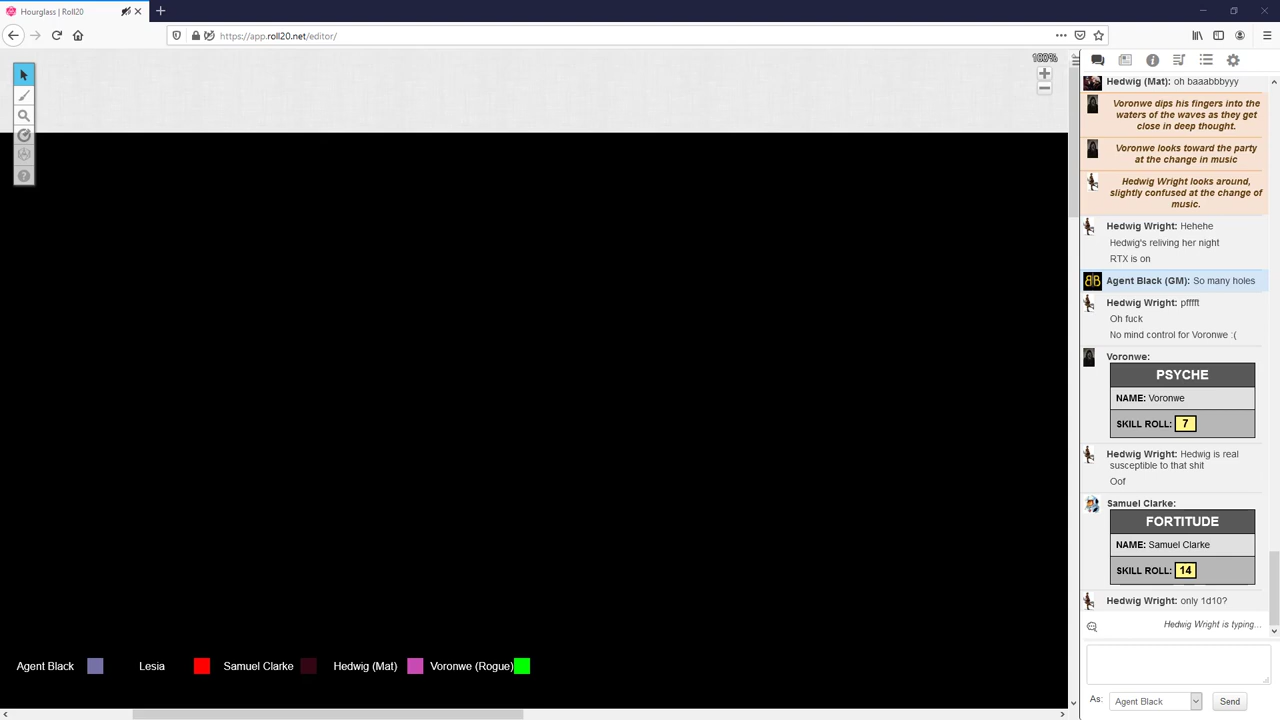 Hourglass | Roll20
https://app.roll20.net/editor/
100%
Hedwig (Mat): oh baaabbbyyy
Voronwe dips his fingers into the
waters of the waves as they get
close in deep thought.
Voronwe looks toward the party
at the change in music
Hedwig Wright looks around,
slightly confused at the change of
music.
Hedwig Wright: Hehehe
Hedwig's reliving her night
RTX is on
Agent Black (GM): So many holes
Hedwig Wright: pfffft
Oh fuck
No mind control for Voronwe :(
Voronwe:
PSYCHE
NAME: Voronwe
SKILL ROLL: 7
Hedwig Wright: Hedwig is real
susceptible to that shit
Oof
Samuel Clarke:
FORTITUDE
NAME: Samuel Clarke
SKILL ROLL: 14
Hedwig Wright: only 1d10?
Hedwig Wright is typing...
Agent Black
Lesia
Samuel Clarke
Hedwig (Mat)
Voronwe (Rogue)
As: Agent Black
Send